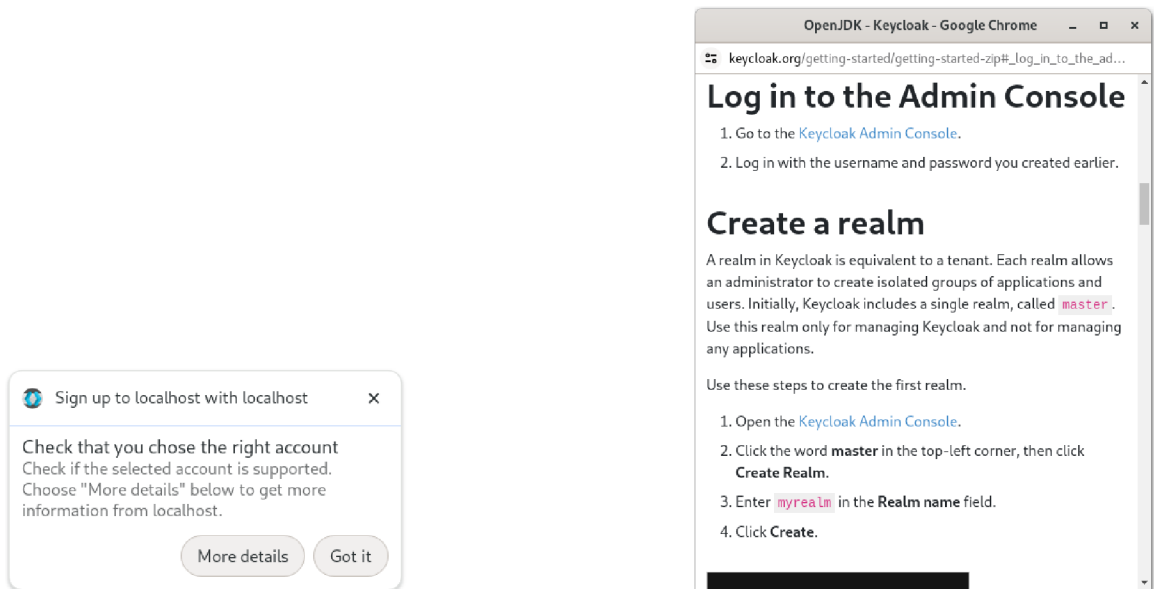 Sign up to localhost with localhost
Check that you chose the right account
Check if the selected account is supported.
Choose "More details" below to get more
information from localhost.
More details
Got it
OpenJDK - Keycloak - Google Chrome
keycloak.org/getting-started/getting-started-zip#_log_in_to_the_ad...
Log in to the Admin Console
1. Go to the Keycloak Admin Console.
2. Log in with the username and password you created earlier.
Create a realm
A realm in Keycloak is equivalent to a tenant. Each realm allows
an administrator to create isolated groups of applications and
users. Initially, Keycloak includes a single realm, called master.
Use this realm only for managing Keycloak and not for managing
any applications.
Use these steps to create the first realm.
1. Open the Keycloak Admin Console.
2. Click the word master in the top-left corner, then click
Create Realm.
3. Enter myrealm in the Realm name field.
4. Click Create.